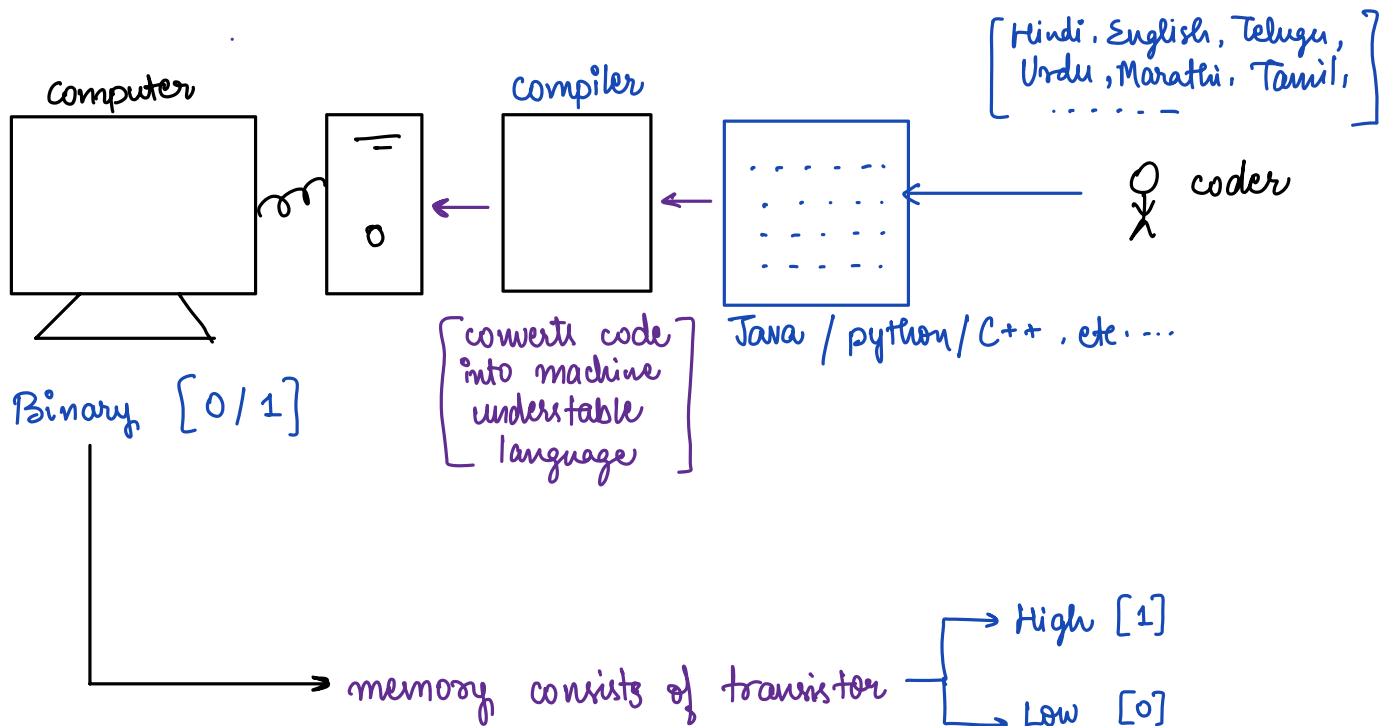 [Hindi, English, Telugu,
Urdu, Marathi, Tamil,
. . . . . —]
computer
compiler
coder
[converts code
into machine
understable
language]
Java / python / C++ , etc. ...
Binary [0/1]
memory consists of transistor
High [1]
Low [0]